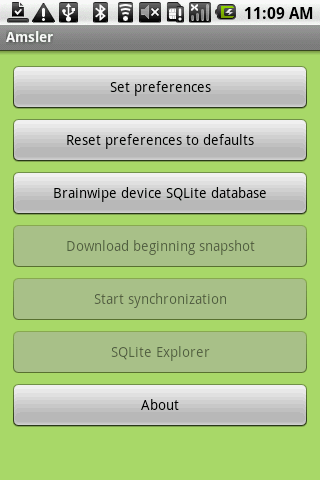 11:09 AM
Amsler
Set preferences
Reset preferences to defaults
Brainwipe device SQLite database
Download beginning snapshot
Start synchronization
SQLite Explorer
About